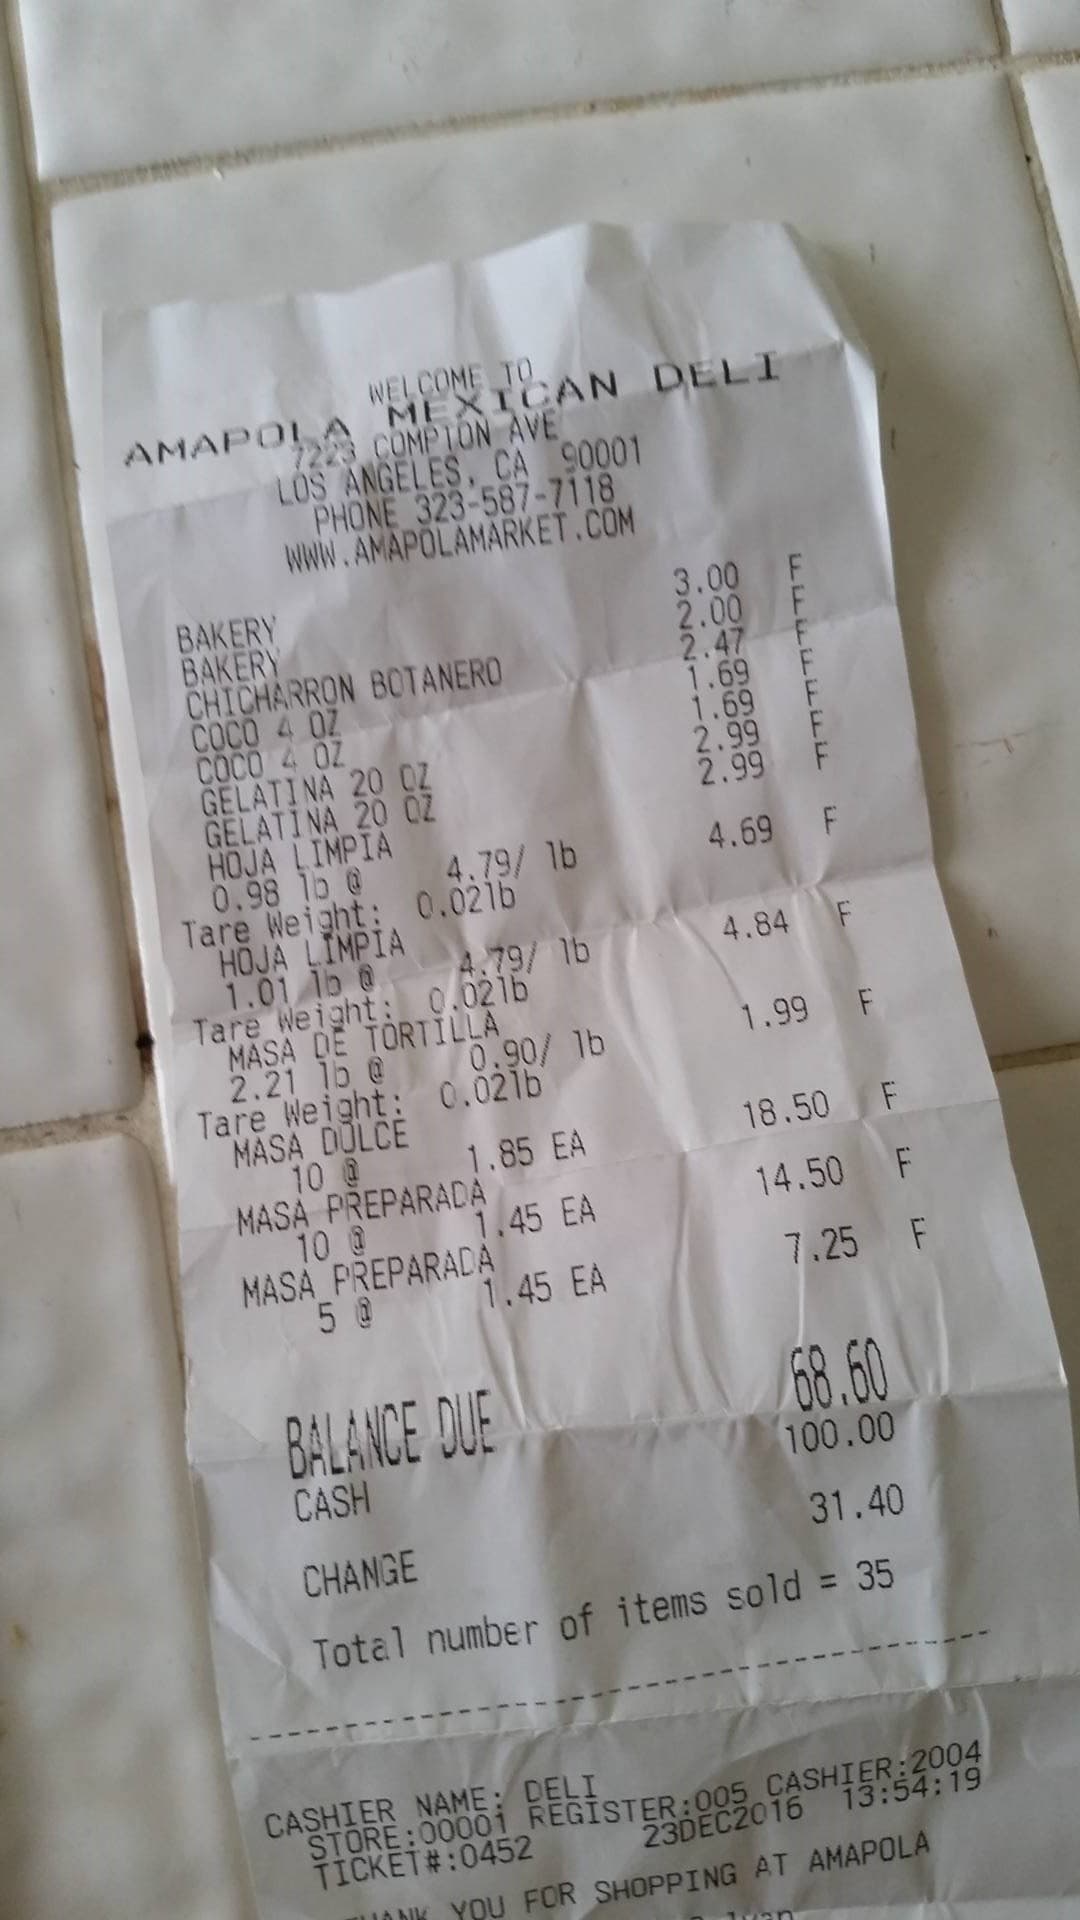 WELCOME TO
AMAPOLA MEXICAN DELI
7223 COMPTON AVE
LOS ANGELES, CA 90001
PHONE 323-587-7118
WWW.AMAPOLAMARKET.COM
BAKERY 3.00 F
BAKERY 2.00 F
CHICHARRON BOTANERO 2.47 F
COCO 4 OZ 1.69 F
COCO 4 OZ 1.69 F
GELATINA 20 OZ 2.99 F
GELATINA 20 OZ 2.99 F
HOJA LIMPIA
0.98 lb @ 4.79/ lb 4.69 F
Tare Weight: 0.02lb
HOJA LIMPIA
1.01 lb @ 4.79/ lb 4.84 F
Tare Weight: 0.02lb
MASA DE TORTILLA
2.21 lb @ 0.90/ lb 1.99 F
Tare Weight: 0.02lb
MASA DULCE
10 @ 1.85 EA 18.50 F
MASA PREPARADA
10 @ 1.45 EA 14.50 F
MASA PREPARADA
5 @ 1.45 EA 7.25 F
BALANCE DUE 68.60
CASH 100.00
CHANGE 31.40
Total number of items sold = 35
--------------------------------
CASHIER NAME: DELI
STORE:00001 REGISTER:005 CASHIER:2004
TICKET#:0452 23DEC2016 13:54:19
THANK YOU FOR SHOPPING AT AMAPOLA